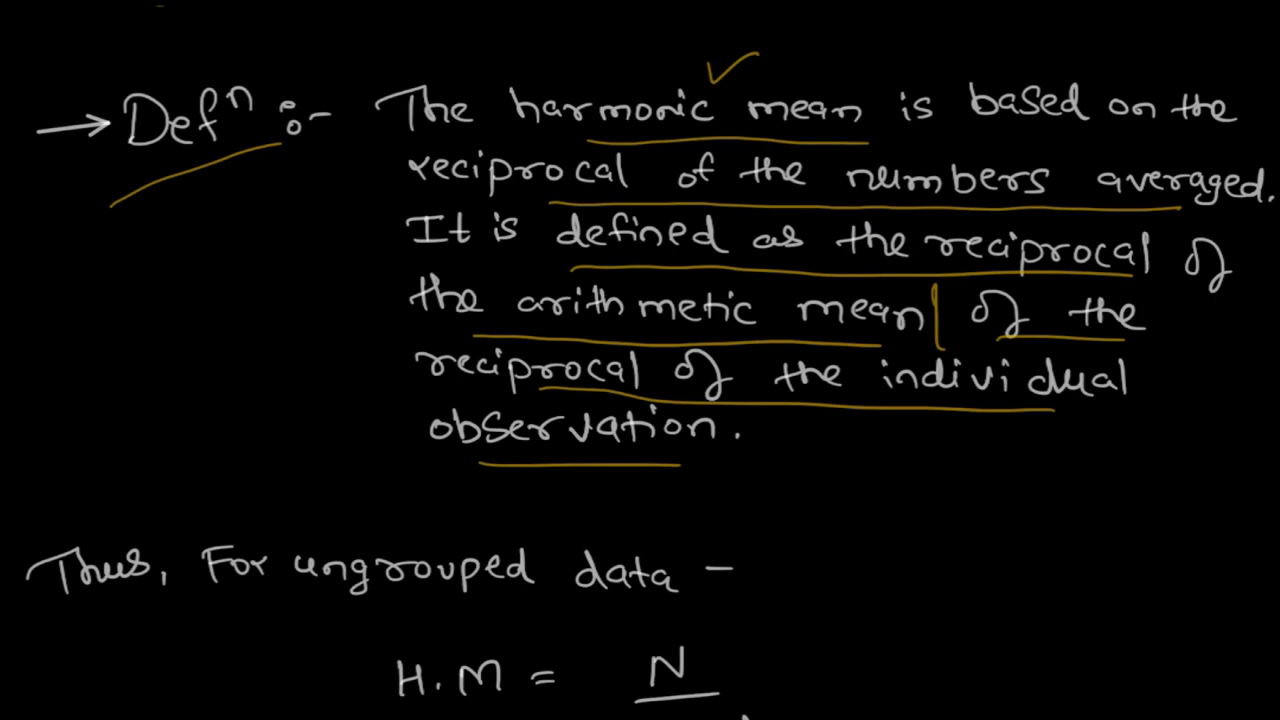 → Defⁿ :- The harmonic mean is based on the
reciprocal of the numbers averaged.
It is defined as the reciprocal of
the arithmetic mean of the
reciprocal of the individual
observation.
Thus, For ungrouped data -
H.M = N